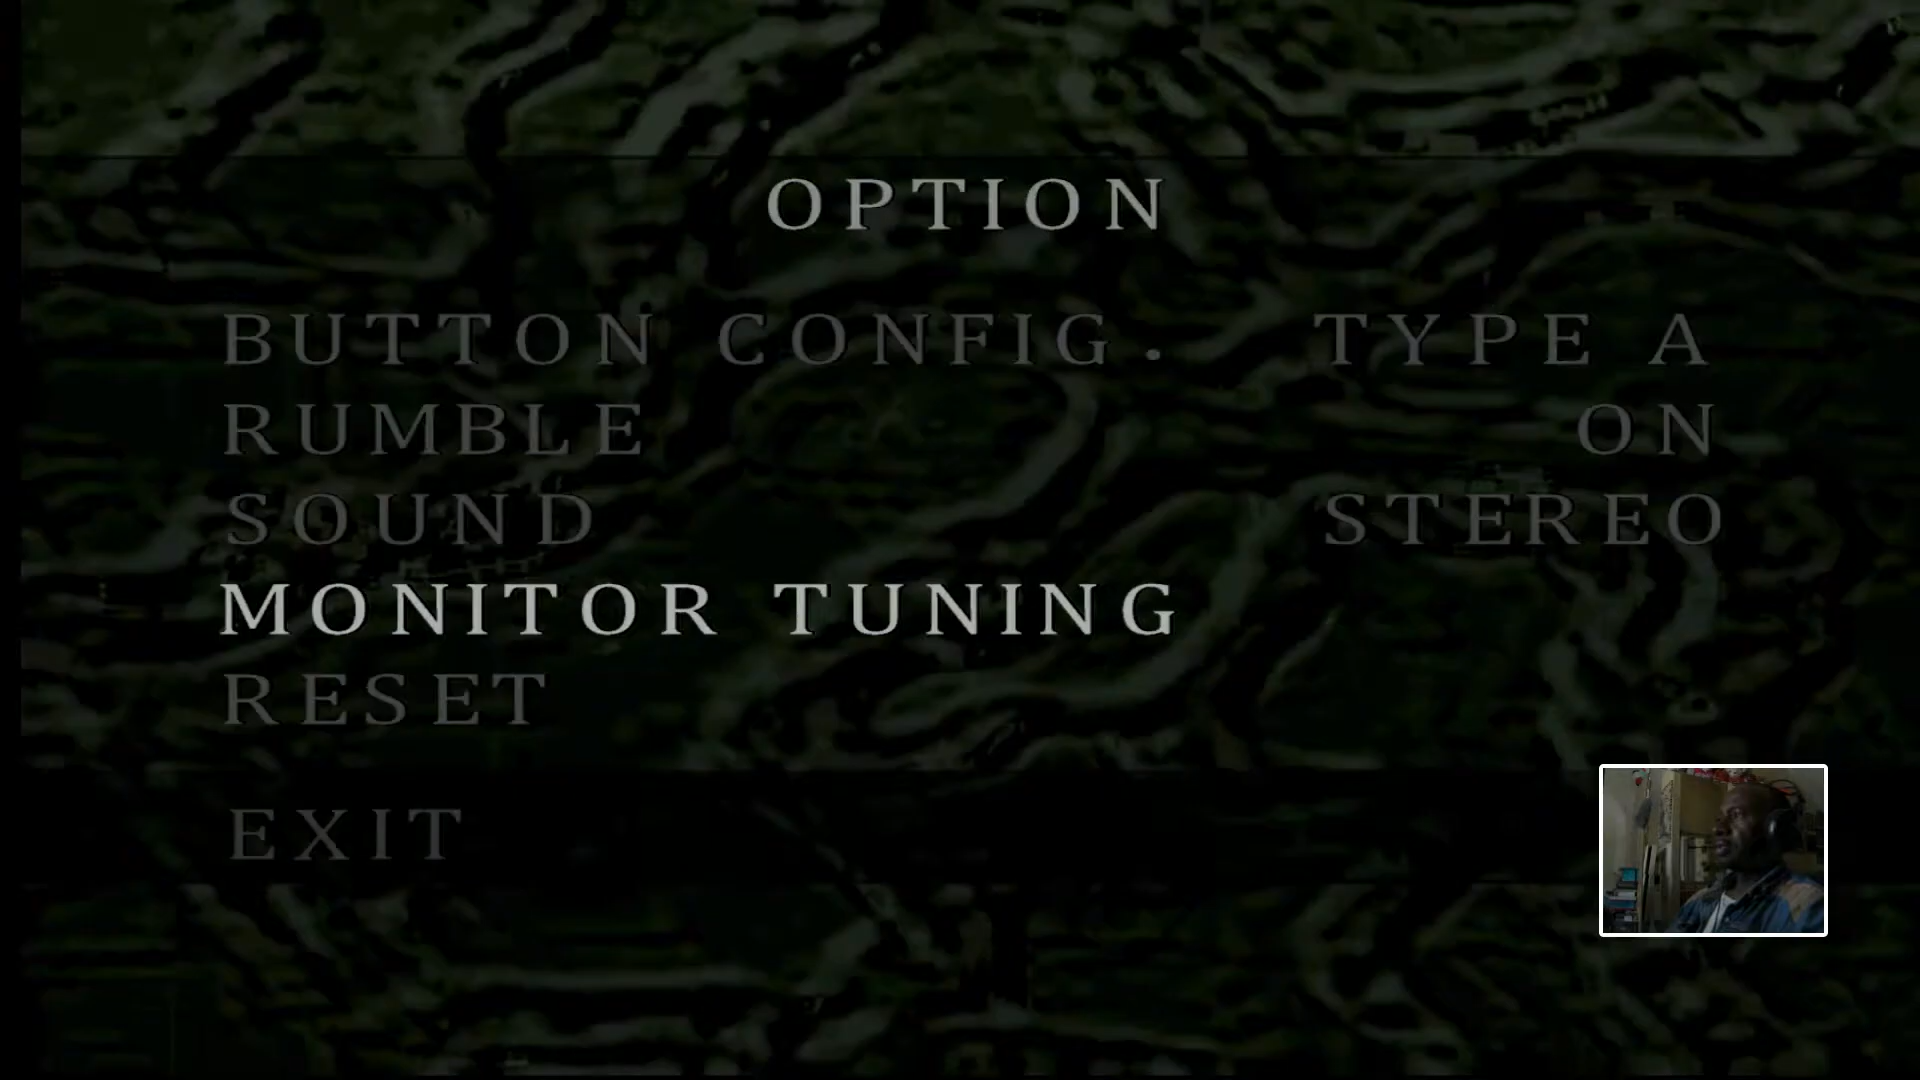 OPTION
BUTTON CONFIG. TYPE A
RUMBLE ON
SOUND STEREO
MONITOR TUNING
RESET
EXIT